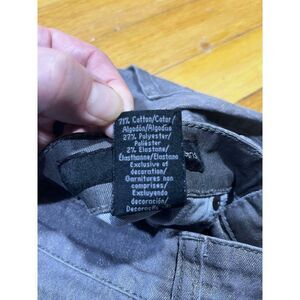 71% Cotton/Coton/
Algodón/Algodão
27% Polyester/
Poliéster
2% Elastane/
Élasthanne/Elastano
Exclusive of
decoration/
Garnitures non
comprises/
Excluyendo
decoración/